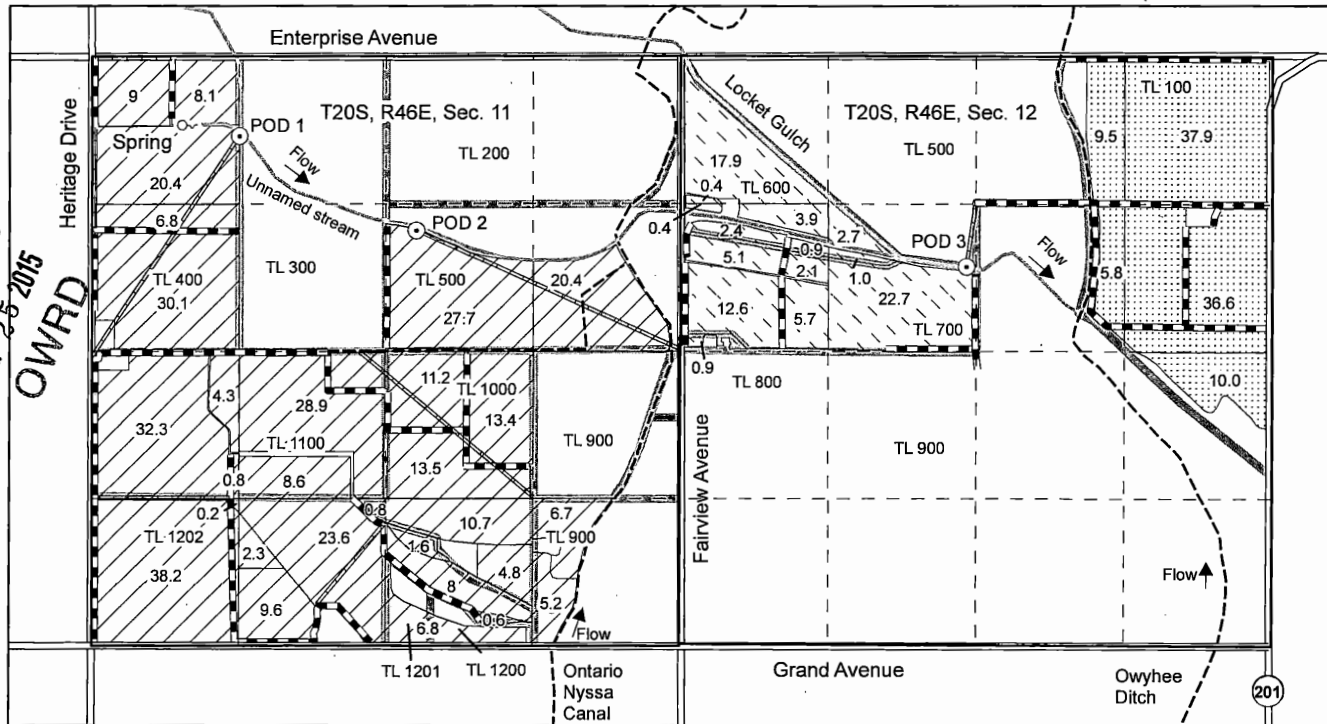 Enterprise Avenue
Heritage Drive
5 2015
OWRD
9
8.1
Spring
POD 1
20.4
6.8
TL 400
30.1
T20S, R46E, Sec. 11
TL 200
Flow
Unnamed stream
TL 300
POD 2
TL 500
20.4
27.7
0.4
0.4
Locket Gulch
T20S, R46E, Sec. 12
TL 500
17.9
TL 600
3.9
2.7
POD 3
2.4
0.9
5.1
2.1
1.0
12.6
5.7
22.7
TL 700
0.9
TL 800
Flow
TL 100
9.5
37.9
5.8
36.6
10.0
32.3
4.3
28.9
TL 1100
0.8
8.6
11.2
TL 1000
13.4
13.5
TL 900
TL 900
0.2
TL 1202
38.2
2.3
23.6
9.6
0.8
10.7
6.7
TL 900
1.6
4.8
8
5.2
0.6
6.8
Flow
Fairview Avenue
Flow
TL 1201
TL 1200
Ontario
Nyssa
Canal
Grand Avenue
Owyhee
Ditch
201